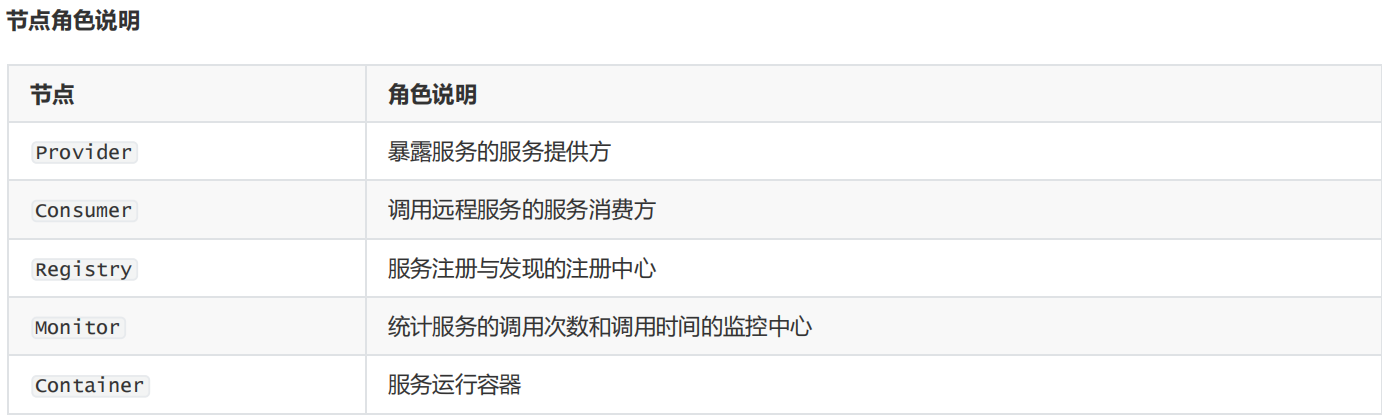 节点角色说明
节点 角色说明
Provider 暴露服务的服务提供方
Consumer 调用远程服务的服务消费方
Registry 服务注册与发现的注册中心
Monitor 统计服务的调用次数和调用时间的监控中心
Container 服务运行容器